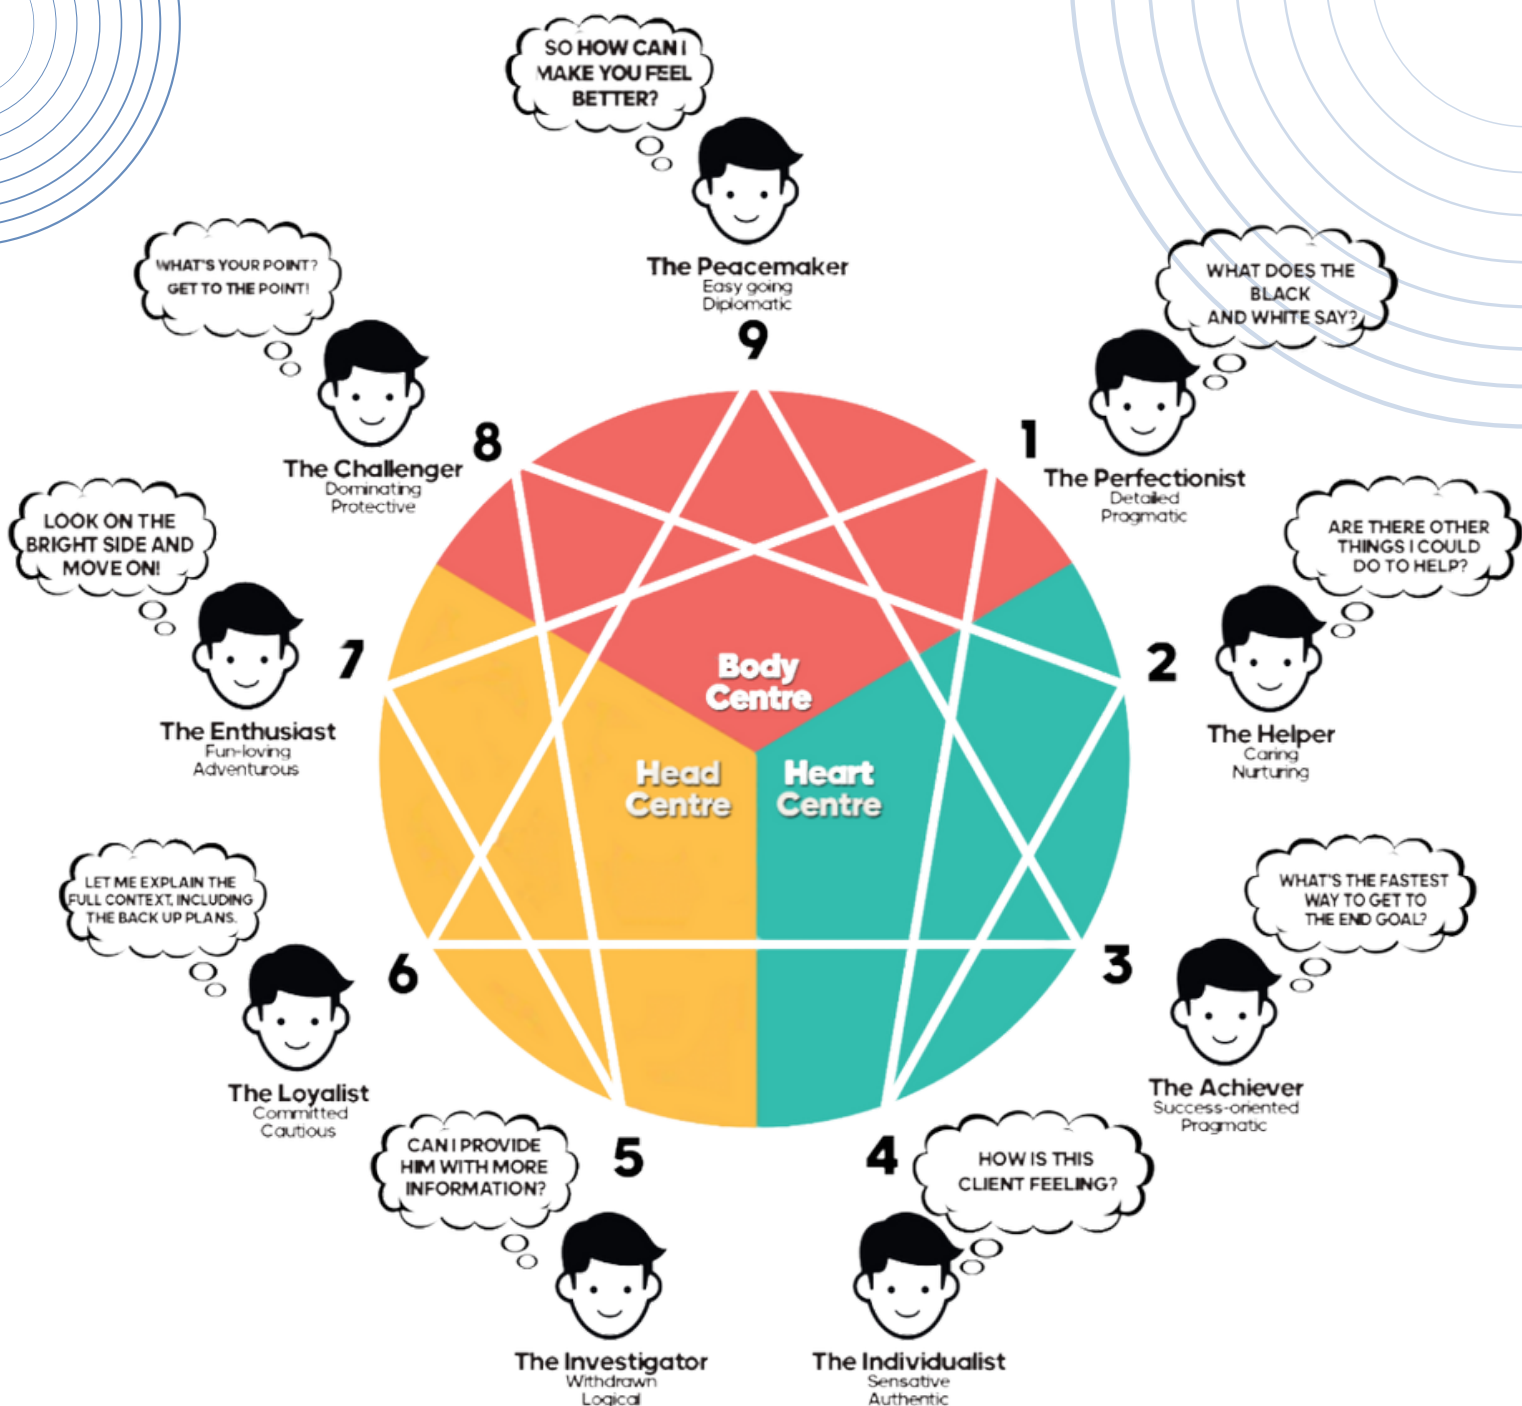 SO HOW CAN I
MAKE YOU FEEL
BETTER?
The Peacemaker
Easy going
Diplomatic
9
WHAT DOES THE
BLACK
AND WHITE SAY?
1
The Perfectionist
Detailed
Pragmatic
ARE THERE OTHER
THINGS I COULD
DO TO HELP?
2
The Helper
Caring
Nurturing
WHAT'S THE FASTEST
WAY TO GET TO
THE END GOAL?
3
The Achiever
Success-oriented
Pragmatic
HOW IS THIS
CLIENT FEELING?
4
The Individualist
Sensative
Authentic
CAN I PROVIDE
HIM WITH MORE
INFORMATION?
5
The Investigator
Withdrawn
Logical
LET ME EXPLAIN THE
FULL CONTEXT, INCLUDING
THE BACK UP PLANS.
6
The Loyalist
Committed
Cautious
LOOK ON THE
BRIGHT SIDE AND
MOVE ON!
7
The Enthusiast
Fun-loving
Adventurous
WHAT'S YOUR POINT?
GET TO THE POINT!
8
The Challenger
Dominating
Protective
Body
Centre
Head
Centre
Heart
Centre